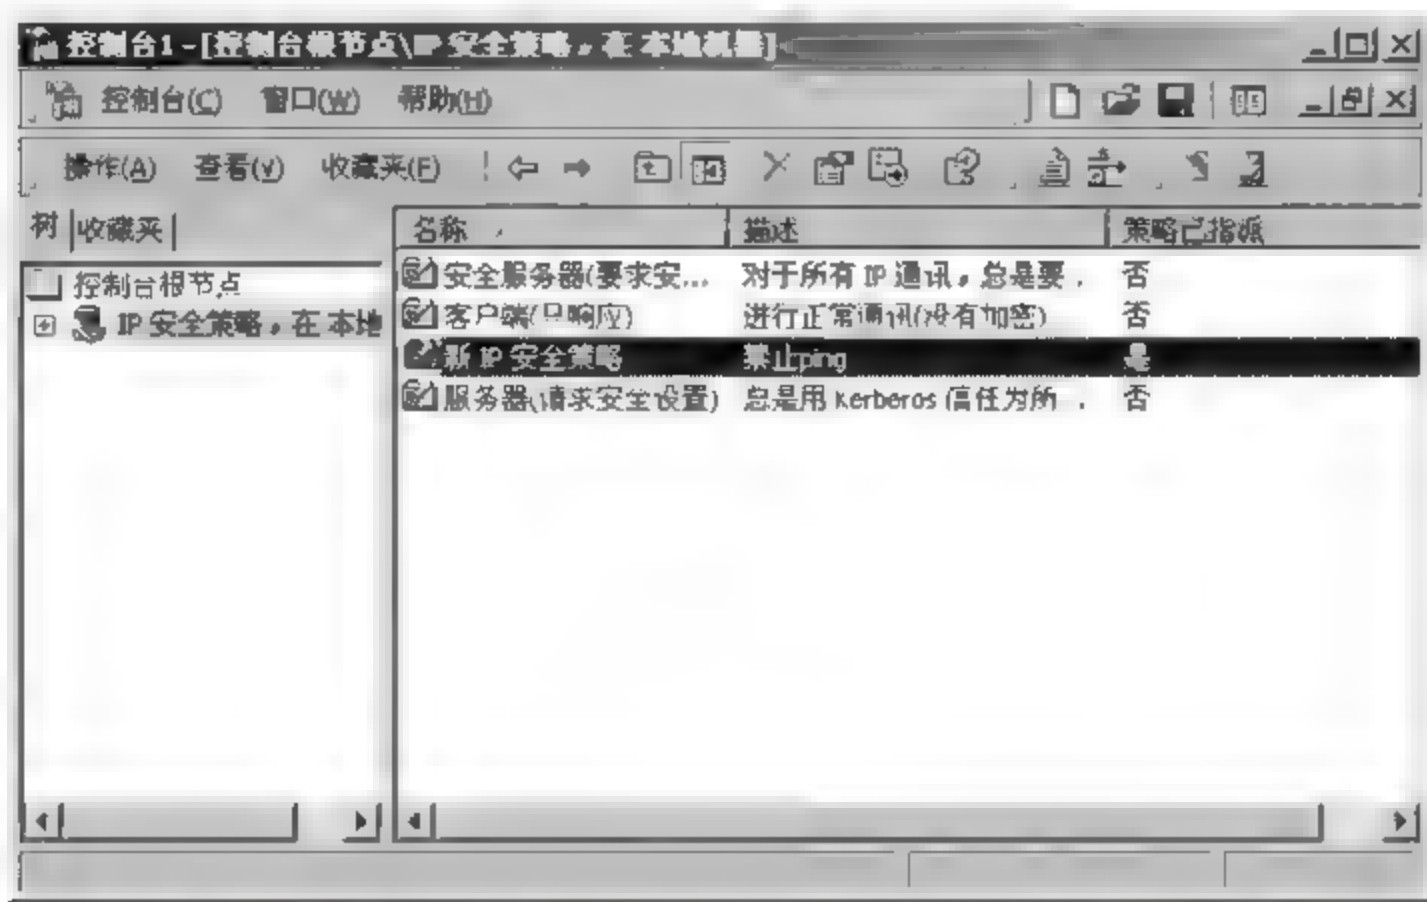 控制台1-[控制台根节点\IP 安全策略，在 本地机器]
控制台(C) 窗口(W) 帮助(H)
操作(A) 查看(V) 收藏夹(F)
树 收藏夹
控制台根节点
IP 安全策略，在 本地
名称 描述 策略已指派
安全服务器(要求安... 对于所有 IP 通讯，总是要. 否
客户端(只响应) 进行正常通讯(没有加密) 否
新 IP 安全策略 禁止ping 是
服务器(请求安全设置) 总是用 Kerberos 信任为所 . 否